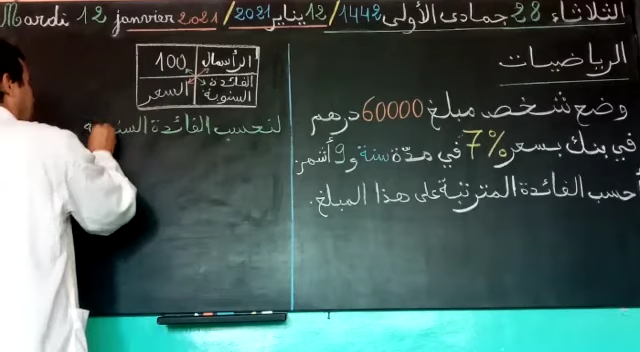 Mardi 12 janvier 2021 / الثلاثاء 28 جمادى الأولى 1442 / 12 يناير 2021
الرياضيات
وضع شخص مبلغ 60000 درهم
في بنك بسعر 7% في مدة سنة و 9 أشهر.
أحسب الفائدة المترتبة على هذا المبلغ.
الرأسمال 100
الفائدة السنوية السعر
لنحسب الفائدة